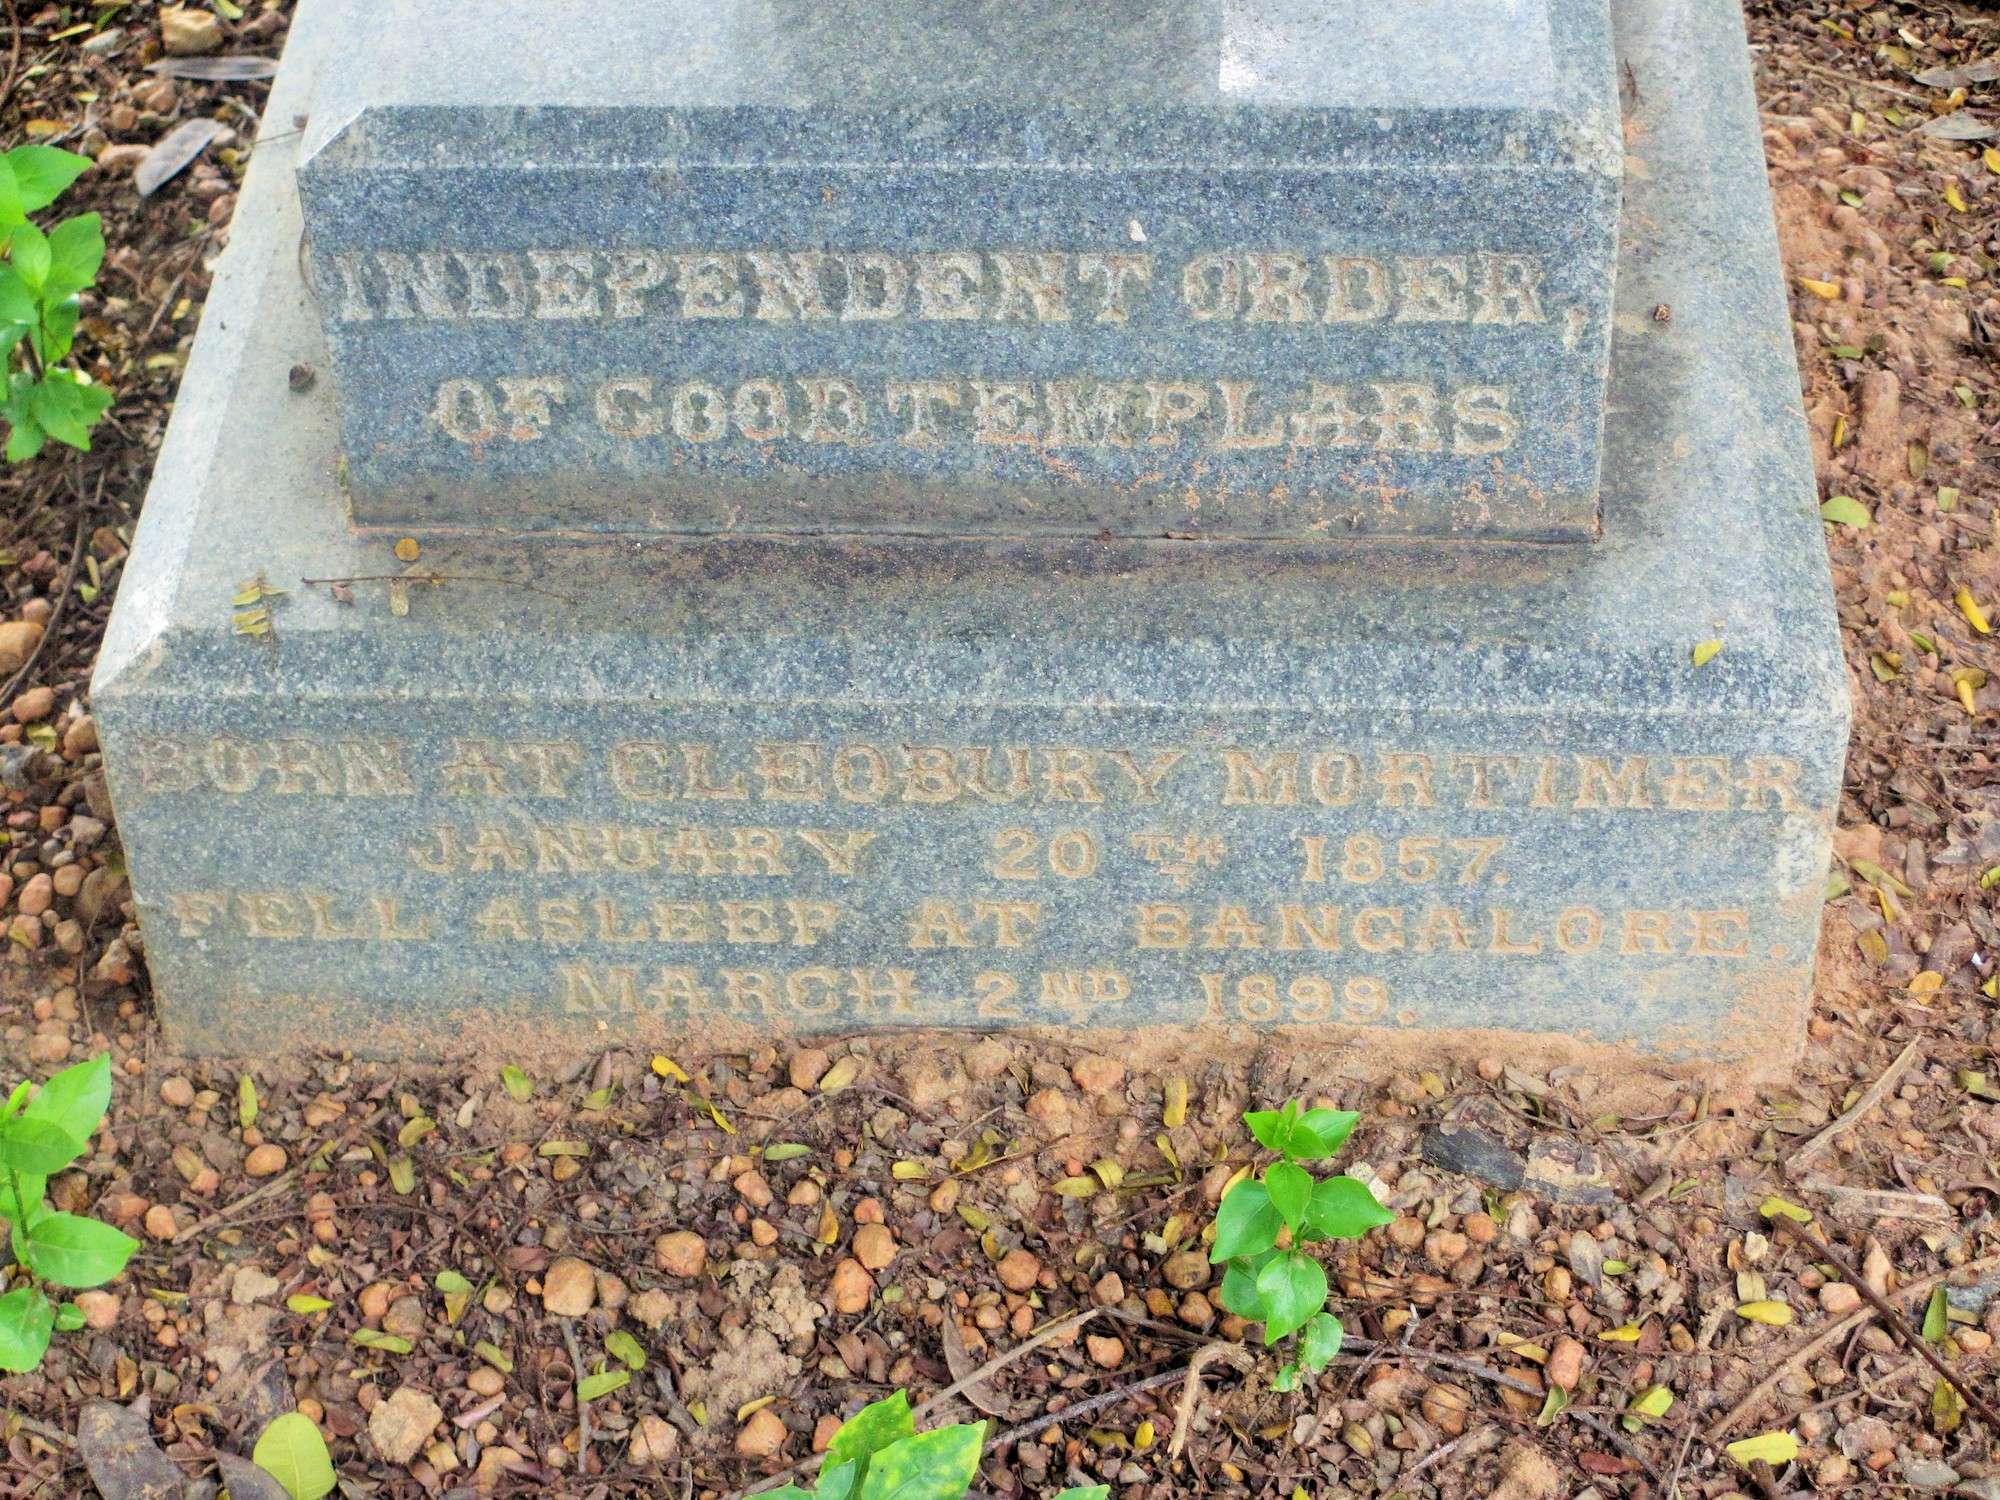 INDEPENDENT ORDER,
OF GOOD TEMPLARS
BORN AT CLEOBURY MORTIMER
JANUARY 20TH 1857.
FELL ASLEEP AT BANGALORE.
MARCH 2ND 1899.